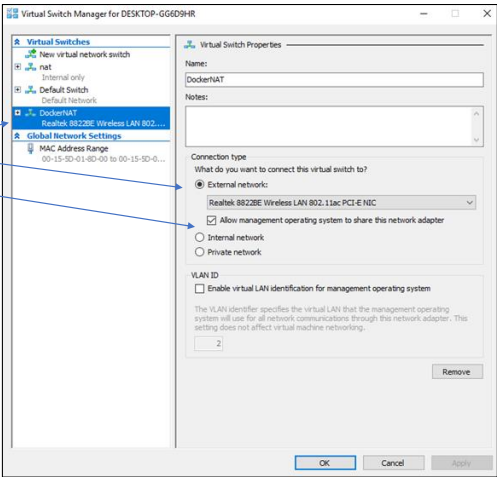 Virtual Switch Manager for DESKTOP-GG6D9HR
Virtual Switches
New virtual network switch
nat
Internal only
Default Switch
Default Network
DockerNAT
Realtek 8822BE Wireless LAN 802....
Global Network Settings
MAC Address Range
00-15-5D-01-8D-00 to 00-15-5D-0...
Virtual Switch Properties
Name:
DockerNAT
Notes:
Connection type
What do you want to connect this virtual switch to?
External network:
Realtek 8822BE Wireless LAN 802.11ac PCI-E NIC
Allow management operating system to share this network adapter
Internal network
Private network
VLAN ID
Enable virtual LAN identification for management operating system
The VLAN identifier specifies the virtual LAN that the management operating
system will use for all network communications through this network adapter. This
setting does not affect virtual machine networking.
2
Remove
OK
Cancel
Apply